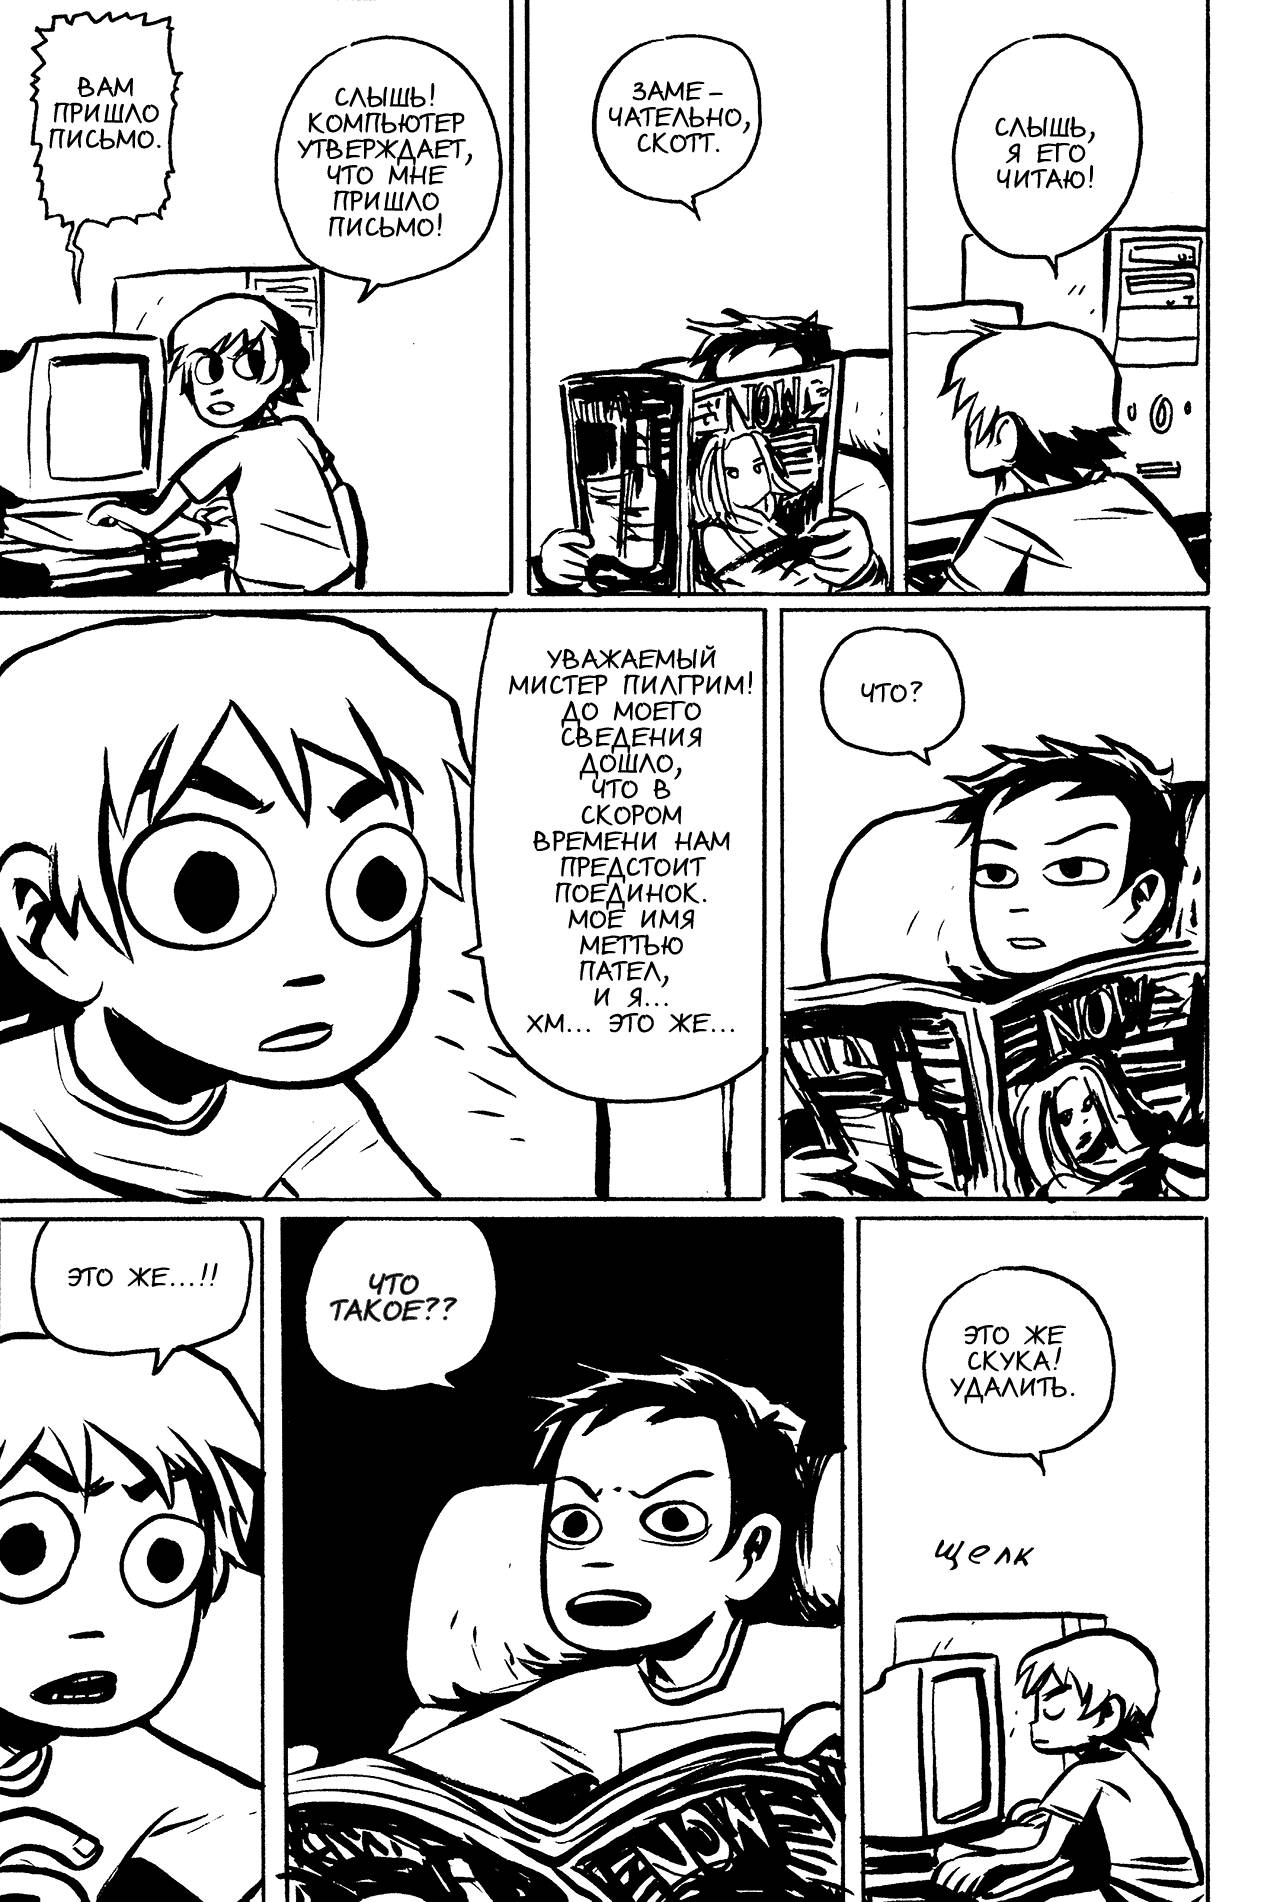 ВАМ
ПРИШЛО
ПИСЬМО.
СЛЫШЬ!
КОМПЬЮТЕР
УТВЕРЖДАЕТ,
ЧТО МНЕ
ПРИШЛО
ПИСЬМО!
ЗАМЕ-
ЧАТЕЛЬНО,
СКОТТ.
NOW
СЛЫШЬ,
Я ЕГО
ЧИТАЮ!
УВАЖАЕМЫЙ
МИСТЕР ПИЛГРИМ!
ДО МОЕГО
СВЕДЕНИЯ
ДОШЛО,
ЧТО В
СКОРОМ
ВРЕМЕНИ НАМ
ПРЕДСТОИТ
ПОЕДИНОК.
МОЕ ИМЯ
МЕТТЬЮ
ПАТЕЛ,
И Я...
ХМ... ЭТО ЖЕ...
ЧТО?
NOW
ЭТО ЖЕ...!!
ЧТО
ТАКОЕ??
NOW
ЭТО ЖЕ
СКУКА!
УДАЛИТЬ.
щелк